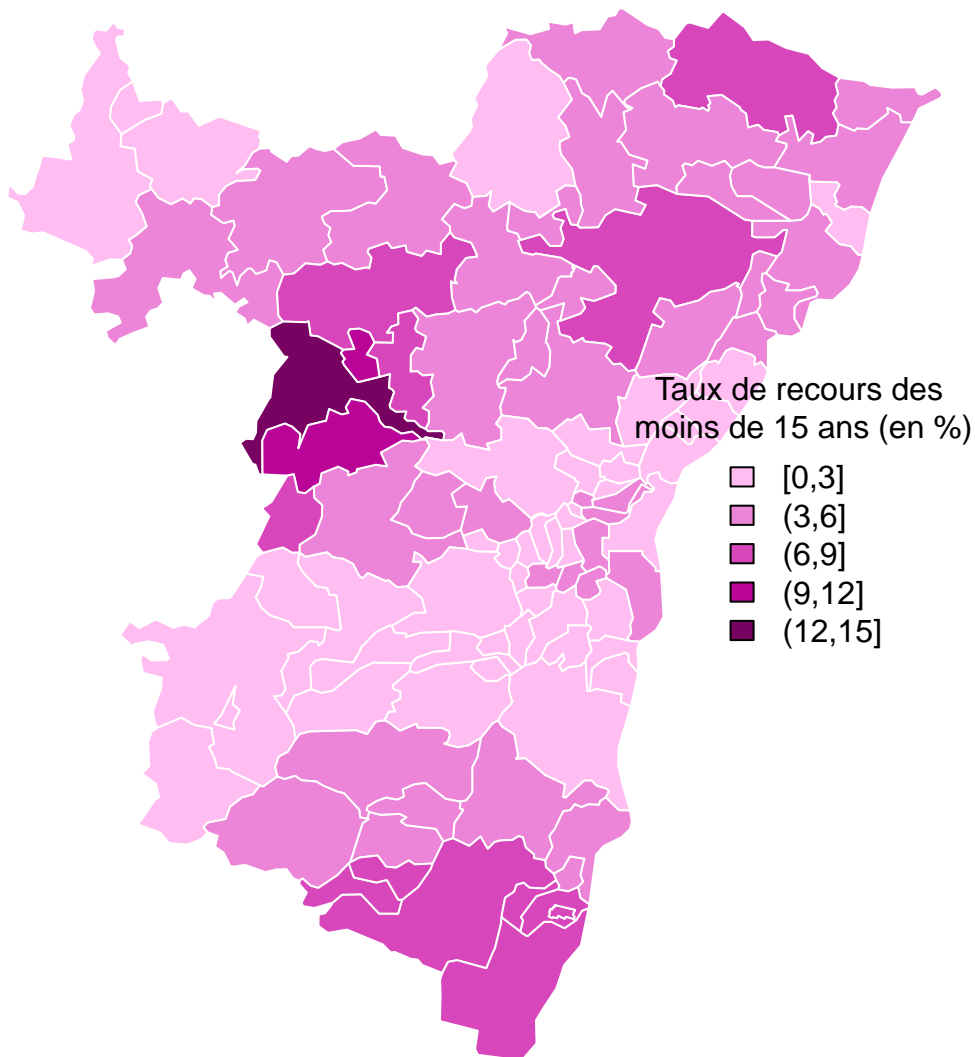 Taux de recours des
moins de 15 ans (en %)
[0,3]
(3,6]
(6,9]
(9,12]
(12,15]